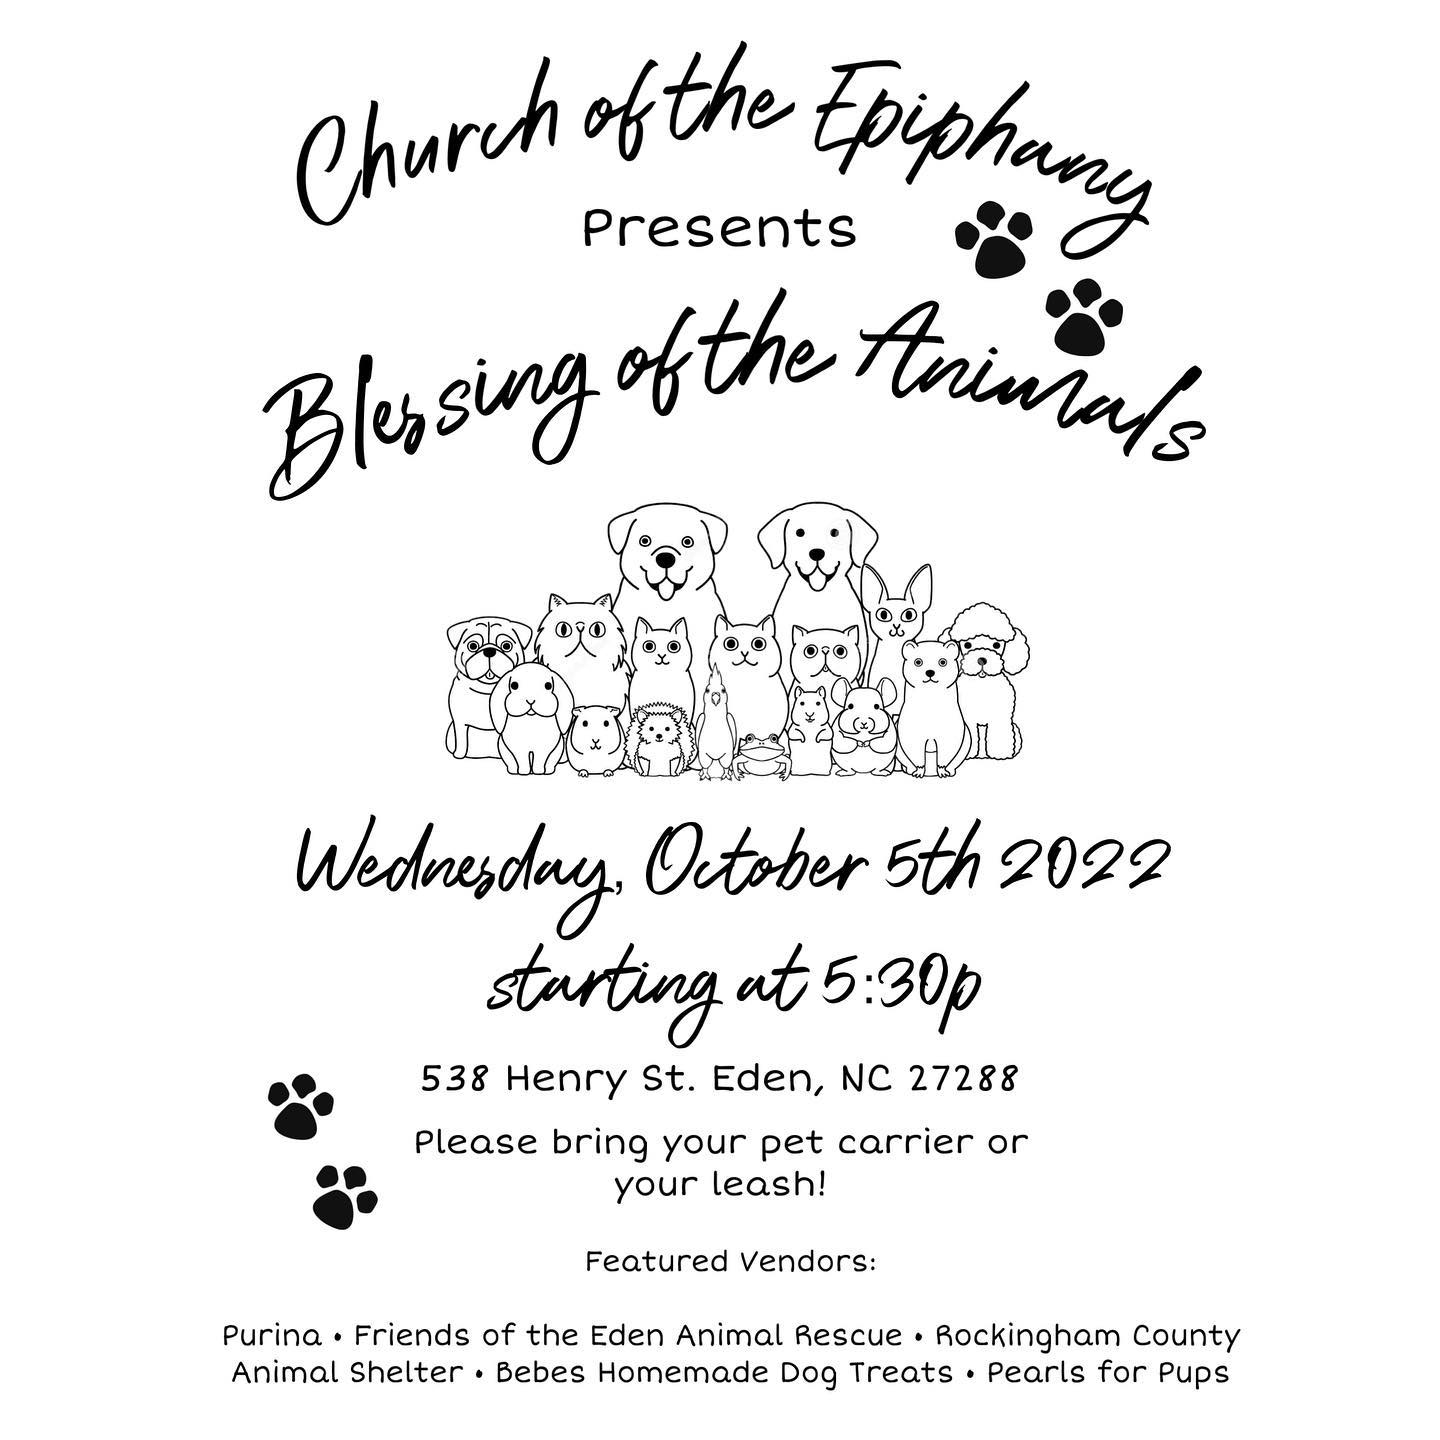 Church of the Epiphany
Presents
Blessing of the Animals
Wednesday, October 5th 2022
starting at 5:30p
538 Henry St. Eden, NC 27288
Please bring your pet carrier or
your leash!
Featured Vendors:
Purina • Friends of the Eden Animal Rescue • Rockingham County
Animal Shelter • Bebes Homemade Dog Treats • Pearls for Pups